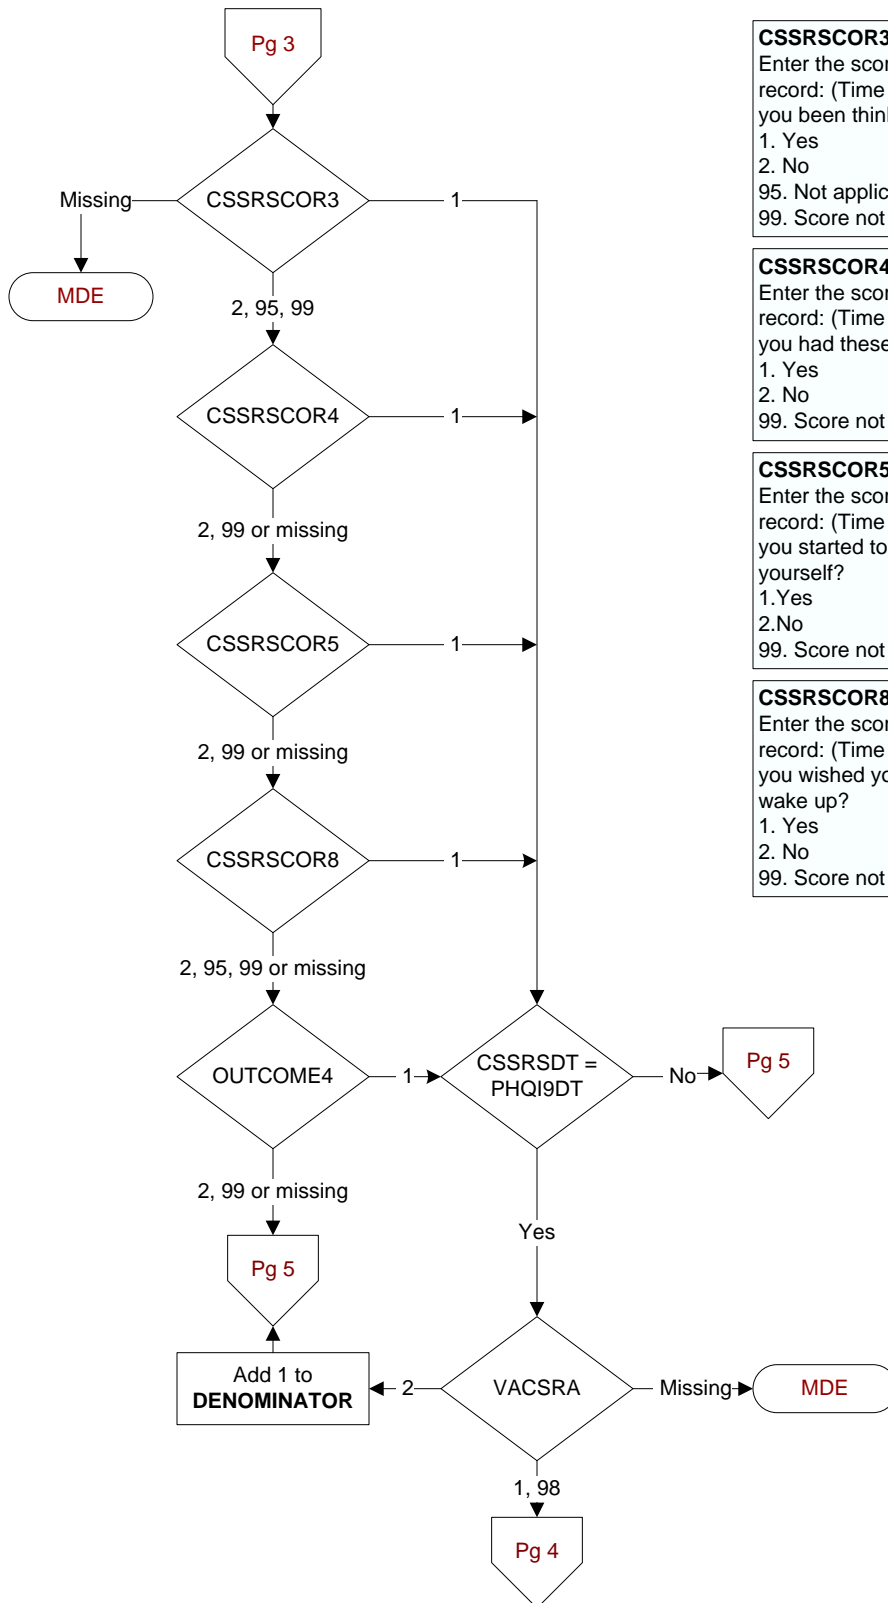 Pg 3
CSSRSCOR3
Missing
1
MDE
2, 95, 99
CSSRSCOR4
1
2, 99 or missing
CSSRSCOR5
1
2, 99 or missing
CSSRSCOR8
1
2, 95, 99 or missing
OUTCOME4
1
CSSRSDT =
PHQI9DT
No
Pg 5
2, 99 or missing
Yes
Pg 5
Add 1 to
DENOMINATOR
2
VACSRA
Missing
MDE
1, 98
Pg 4
CSSRSCOR3
Enter the scor
record: (Time
you been thin
1. Yes
2. No
95. Not applic
99. Score not
CSSRSCOR4
Enter the scor
record: (Time
you had these
1. Yes
2. No
99. Score not
CSSRSCOR5
Enter the scor
record: (Time
you started to
yourself?
1.Yes
2.No
99. Score not
CSSRSCOR8
Enter the scor
record: (Time
you wished yo
wake up?
1. Yes
2. No
99. Score not